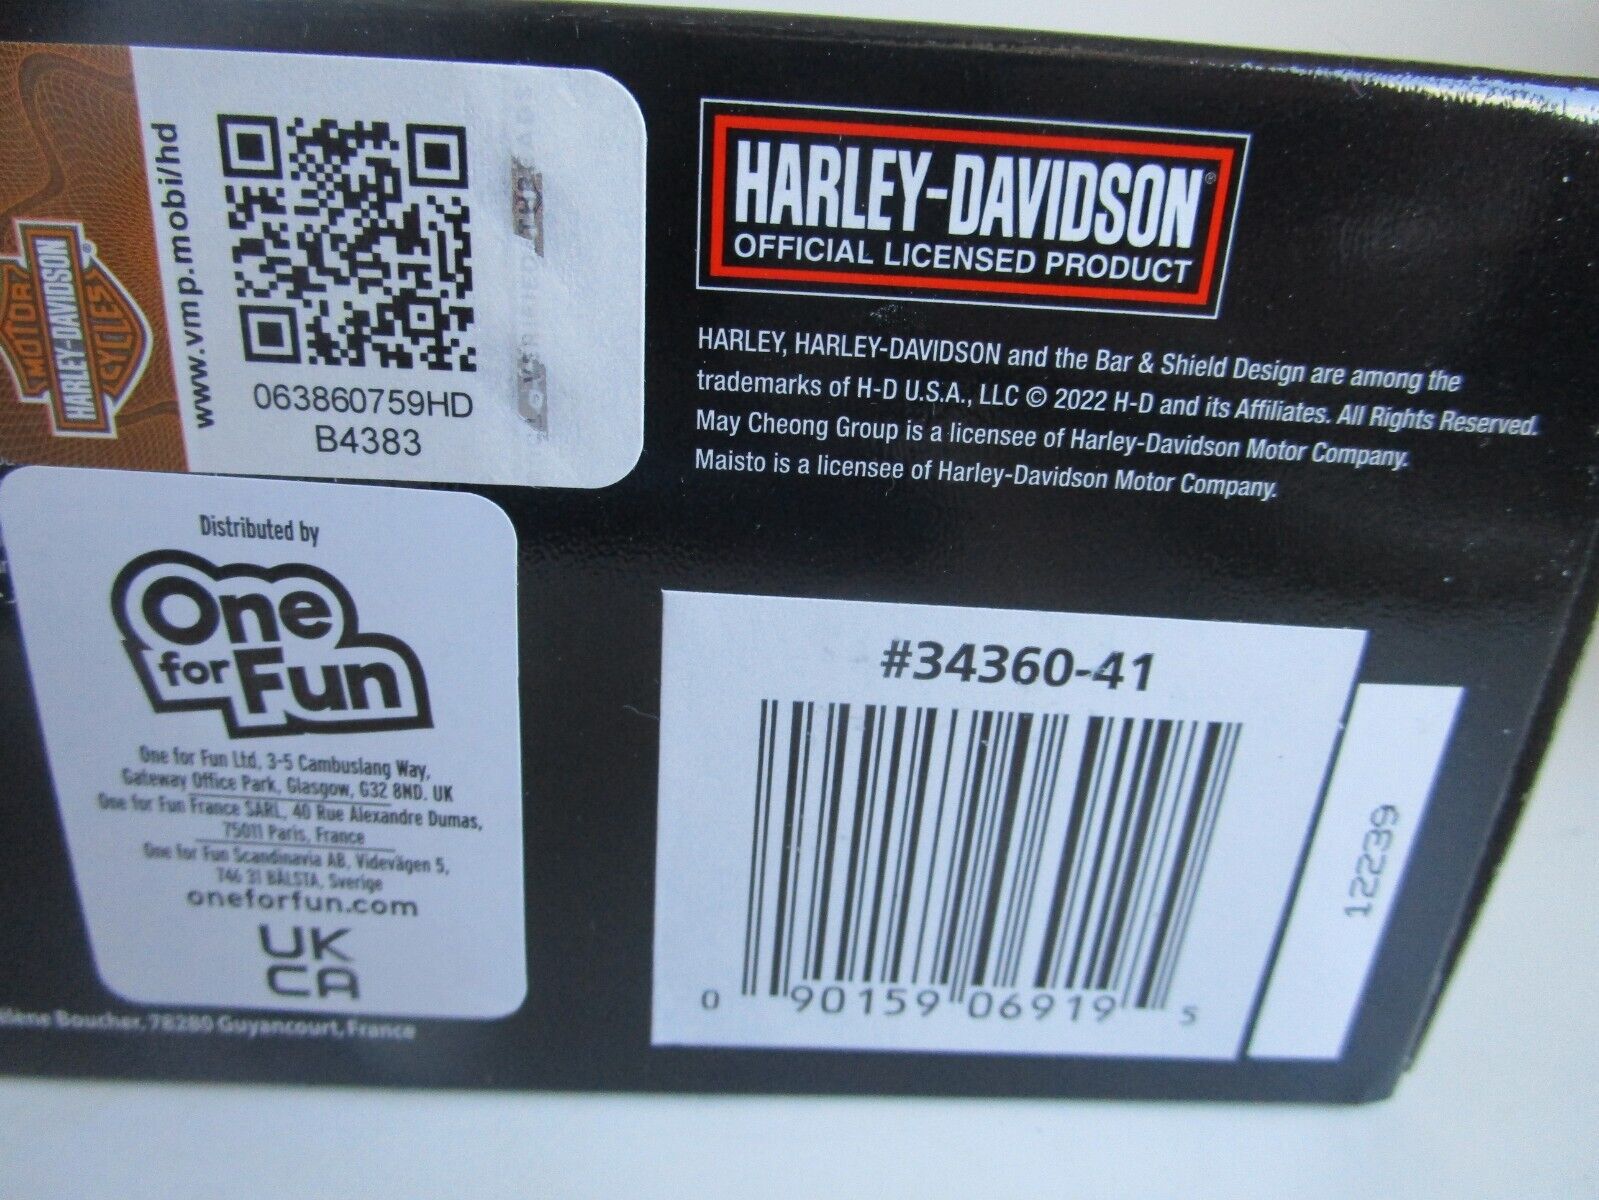 MOTOR
HARLEY-DAVIDSON
CYCLES
www.vmp.mobi/hd
063860759HD
B4383
HARLEY-DAVIDSON®
OFFICIAL LICENSED PRODUCT
HARLEY, HARLEY-DAVIDSON and the Bar & Shield Design are among the
trademarks of H-D U.S.A., LLC © 2022 H-D and its Affiliates. All Rights Reserved.
May Cheong Group is a licensee of Harley-Davidson Motor Company.
Maisto is a licensee of Harley-Davidson Motor Company.
Distributed by
One
for Fun
One for Fun Ltd, 3-5 Cambuslang Way,
Gateway Office Park, Glasgow, G32 8ND. UK
One for Fun France SARL, 40 Rue Alexandre Dumas,
75011 Paris, France
One for Fun Scandinavia AB, Videvägen 5,
746 31 BÅLSTA, Sverige
oneforfun.com
UK
CA
Boucher, 78280 Guyancourt, France
#34360-41
0 90159 06919 5
12239